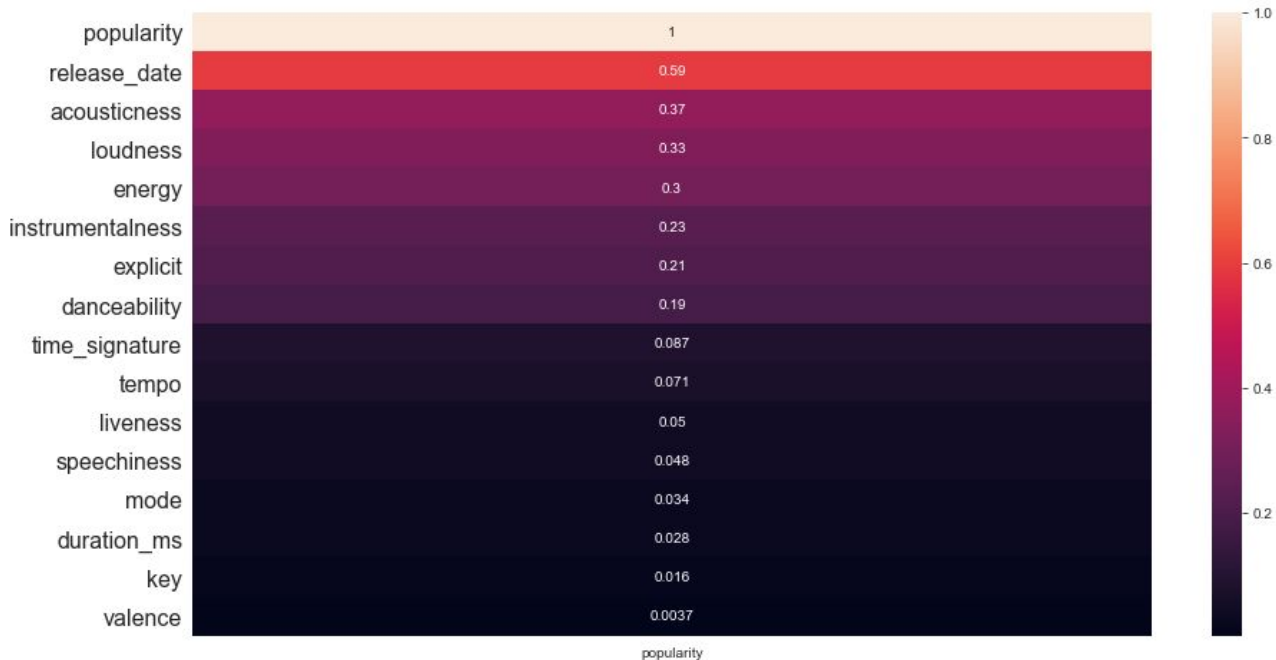 popularity 1
release_date 0.59
acousticness 0.37
loudness 0.33
energy 0.3
instrumentalness 0.23
explicit 0.21
danceability 0.19
time_signature 0.087
tempo 0.071
liveness 0.05
speechiness 0.048
mode 0.034
duration_ms 0.028
key 0.016
valence 0.0037
popularity
1.0
0.8
0.6
0.4
0.2